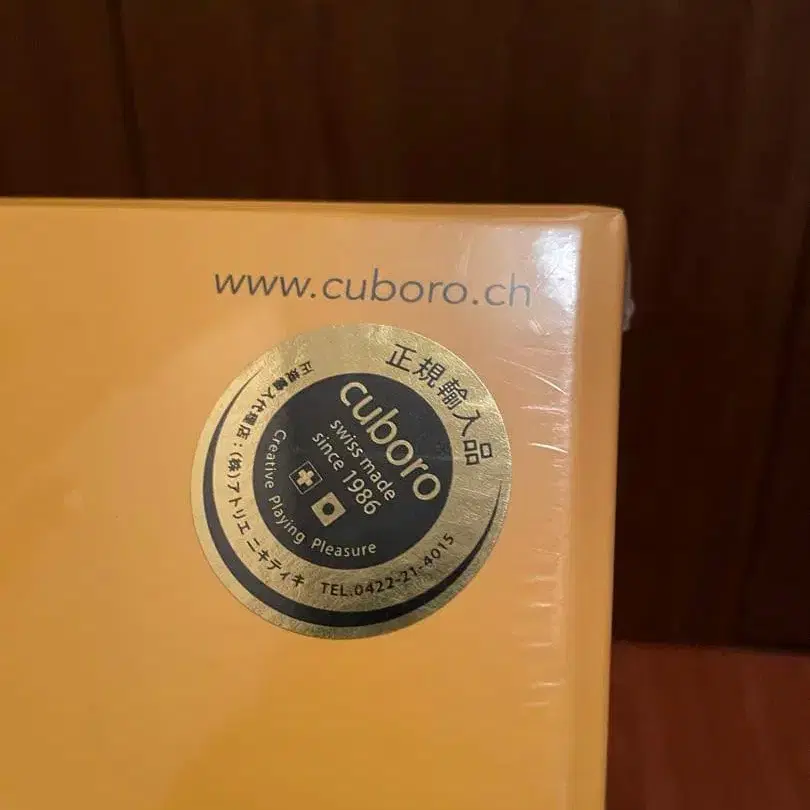 www.cuboro.ch
正規輸入品
cuboro
swiss made
since 1986
Creative Playing Pleasure
正規輸入代理店:(株)アトリエ ニキティキ TEL.0422-21-4015